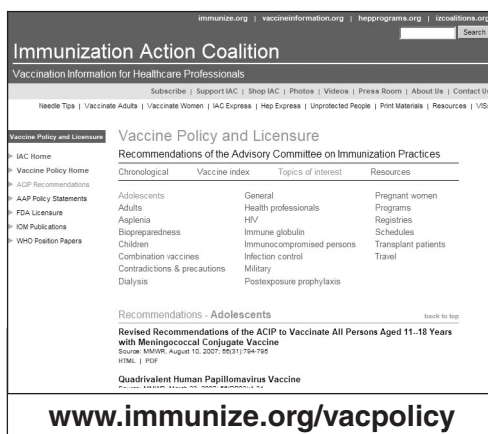 immunize.org | vaccineinformation.org | hepprograms.org | izcoalitions.org
Search
Immunization Action Coalition
Vaccination Information for Healthcare Professionals
Subscribe | Support IAC | Shop IAC | Photos | Videos | Press Room | About Us | Contact Us
Needle Tips | Vaccinate Adults | Vaccinate Women | IAC Express | Hep Express | Unprotected People | Print Materials | Resources | VISs
Vaccine Policy and Licensure
IAC Home
Vaccine Policy Home
ACIP Recommendations
AAP Policy Statements
FDA Licensure
IOM Publications
WHO Position Papers
Vaccine Policy and Licensure
Recommendations of the Advisory Committee on Immunization Practices
Chronological Vaccine index Topics of interest Resources
Adolescents
Adults
Asplenia
Biopreparedness
Children
Combination vaccines
Contradictions & precautions
Dialysis
General
Health professionals
HIV
Immune globulin
Immunocompromised persons
Infection control
Military
Postexposure prophylaxis
Pregnant women
Programs
Registries
Schedules
Transplant patients
Travel
Recommendations - Adolescents back to top
Revised Recommendations of the ACIP to Vaccinate All Persons Aged 11--18 Years
with Meningococcal Conjugate Vaccine
Source: MMWR, August 10, 2007; 56(31):794-795
HTML | PDF
Quadrivalent Human Papillomavirus Vaccine
www.immunize.org/vacpolicy